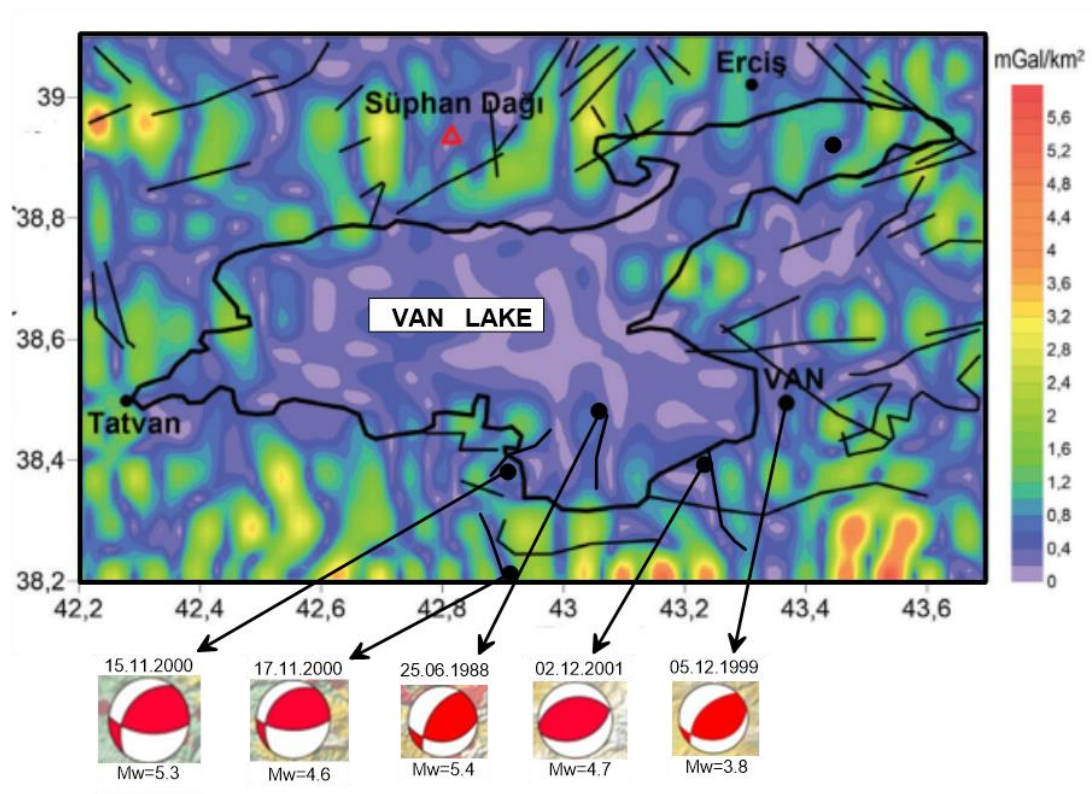 mGal/km²
Erciş
39
Süphan Dağı
5,6
5,2
4,8
4,4
4
3,6
3,2
2,8
2,4
2
1,6
1,2
0,8
0,4
0
38,8
VAN LAKE
38,6
VAN
Tatvan
38,4
38,2
42,2 42,4 42,6 42,8 43 43,2 43,4 43,6
15.11.2000 17.11.2000 25.06.1988 02.12.2001 05.12.1999
Mw=5.3 Mw=4.6 Mw=5.4 Mw=4.7 Mw=3.8